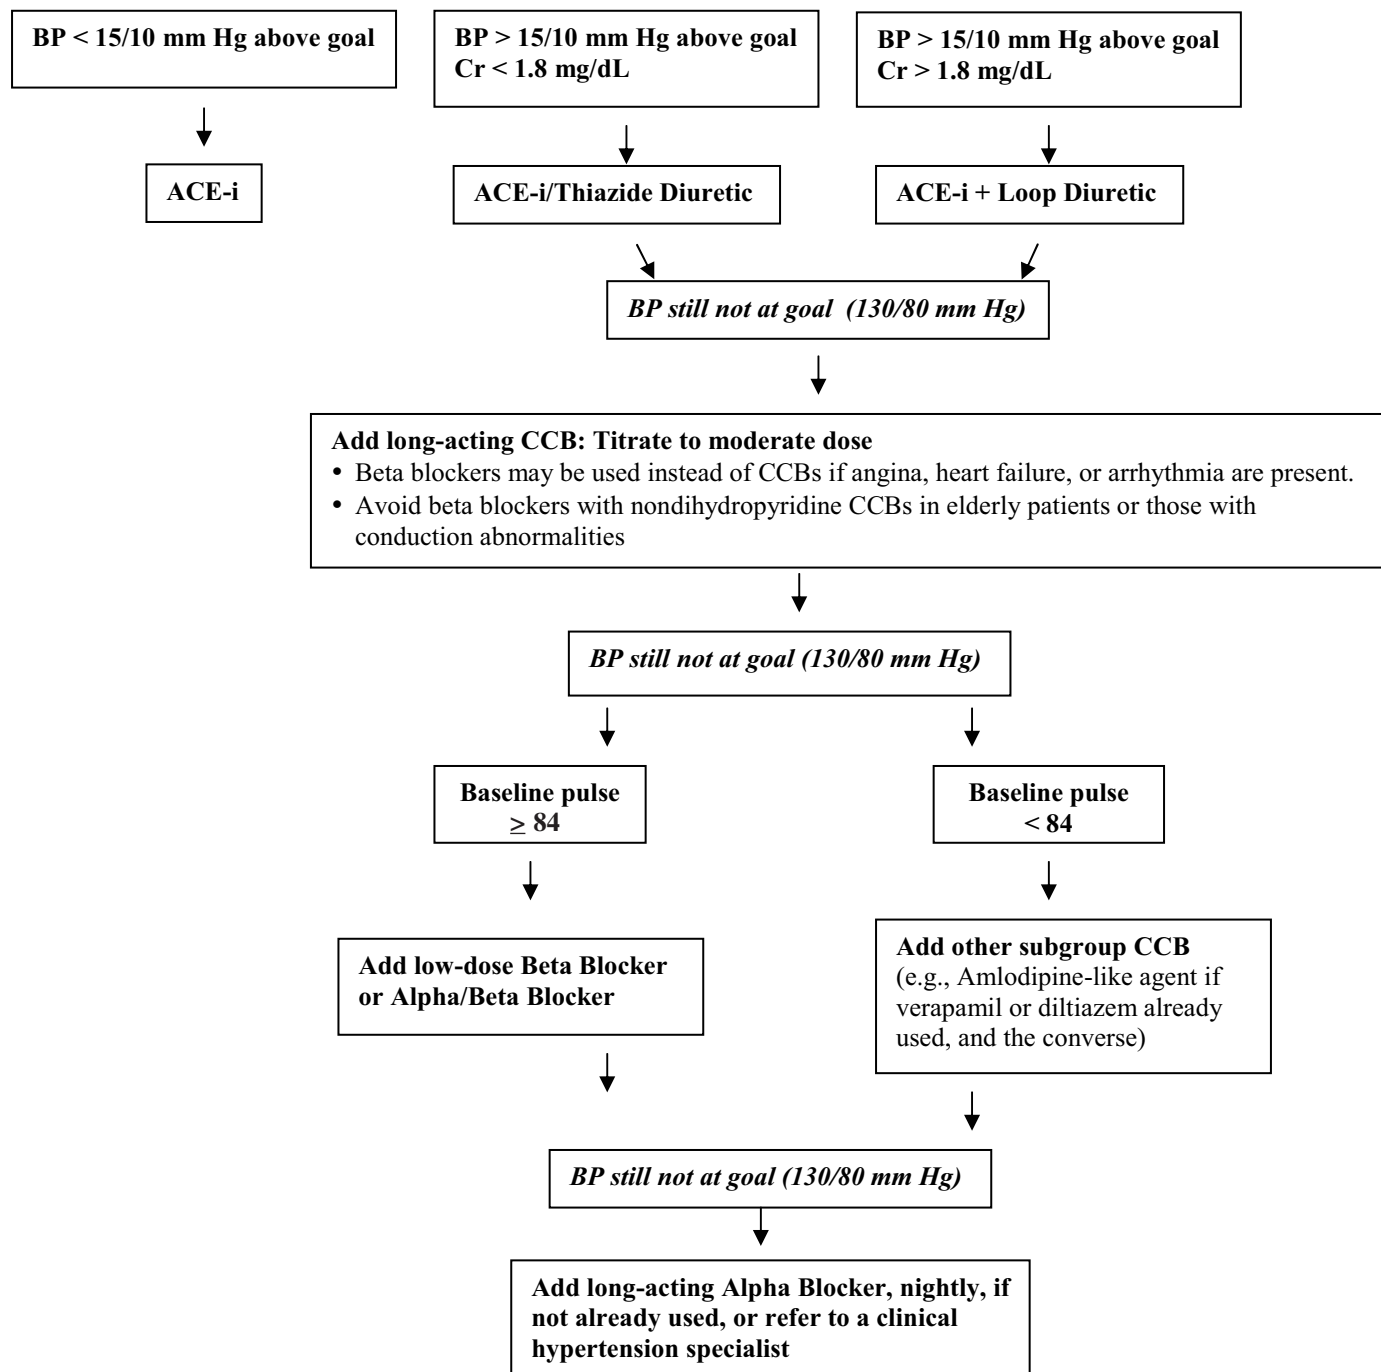 BP < 15/10 mm Hg above goal
BP > 15/10 mm Hg above goal
Cr < 1.8 mg/dL
BP > 15/10 mm Hg above goal
Cr > 1.8 mg/dL
ACE-i
ACE-i/Thiazide Diuretic
ACE-i + Loop Diuretic
BP still not at goal (130/80 mm Hg)
Add long-acting CCB: Titrate to moderate dose
• Beta blockers may be used instead of CCBs if angina, heart failure, or arrhythmia are present.
• Avoid beta blockers with nondihydropyridine CCBs in elderly patients or those with
conduction abnormalities
BP still not at goal (130/80 mm Hg)
Baseline pulse
≥ 84
Baseline pulse
< 84
Add low-dose Beta Blocker
or Alpha/Beta Blocker
Add other subgroup CCB
(e.g., Amlodipine-like agent if
verapamil or diltiazem already
used, and the converse)
BP still not at goal (130/80 mm Hg)
Add long-acting Alpha Blocker, nightly, if
not already used, or refer to a clinical
hypertension specialist